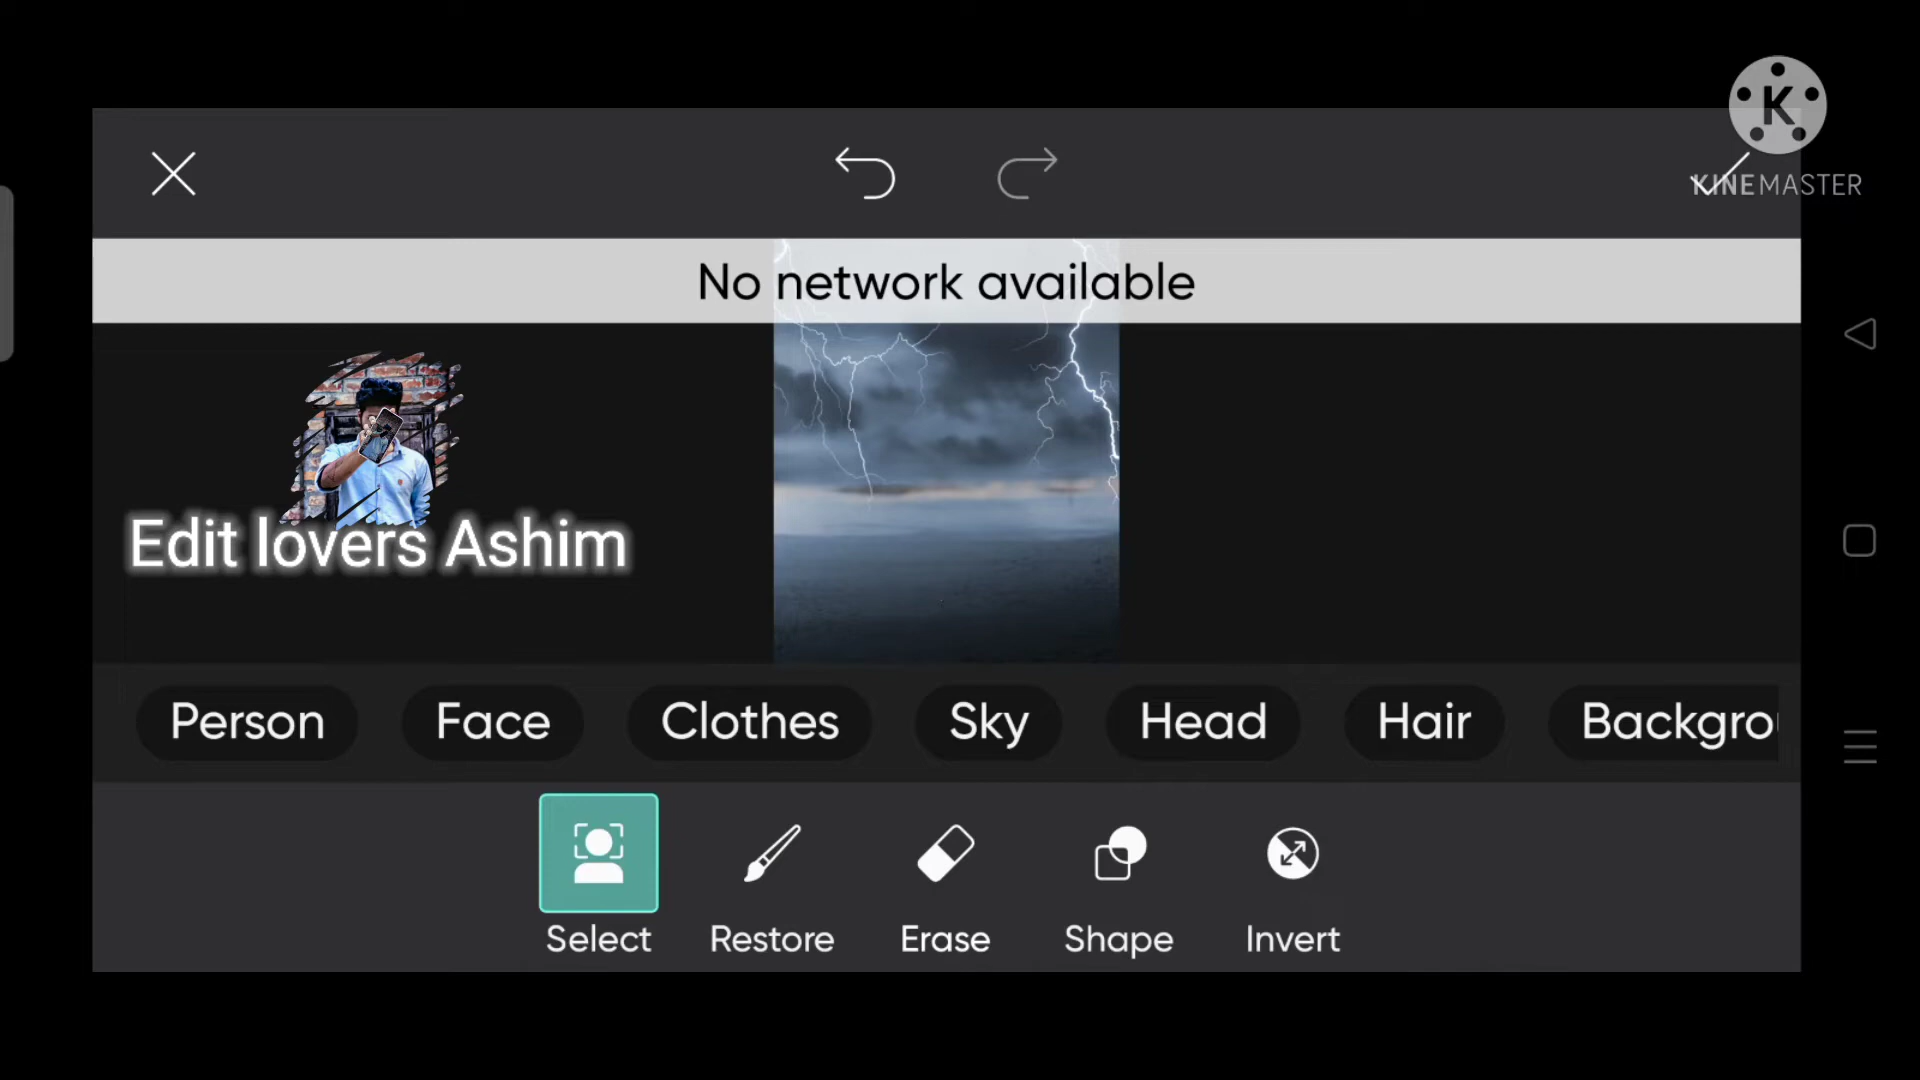 K
KINEMASTER
No network available
Edit lovers Ashim
Person Face Clothes Sky Head Hair Backgro
Select Restore Erase Shape Invert